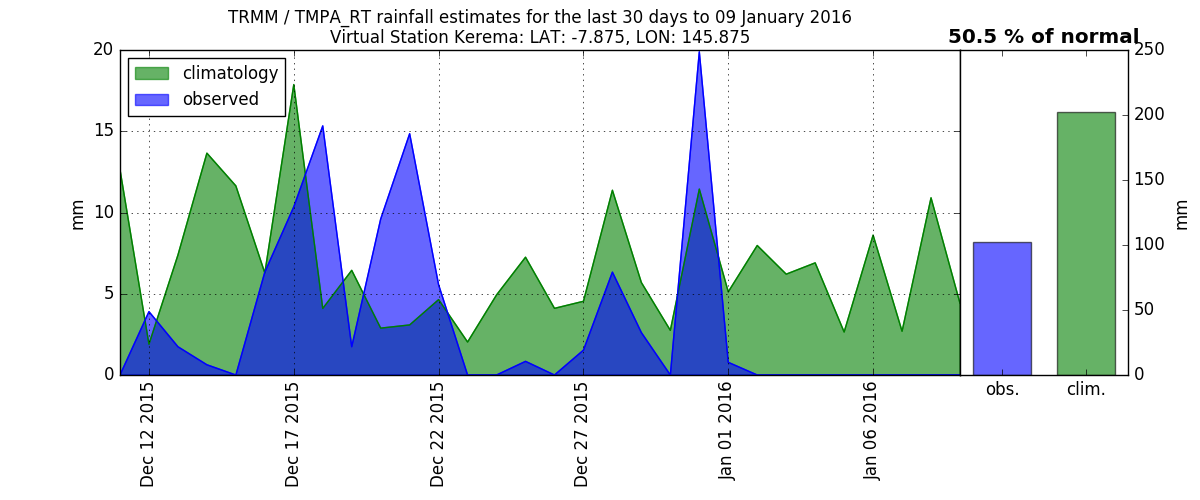 TRMM / TMPA_RT rainfall estimates for the last 30 days to 09 January 2016
Virtual Station Kerema: LAT: -7.875, LON: 145.875
50.5 % of normal
climatology
observed
20
15
10
5
0
mm
Dec 12 2015
Dec 17 2015
Dec 22 2015
Dec 27 2015
Jan 01 2016
Jan 06 2016
obs.
clim.
250
200
150
100
50
0
mm